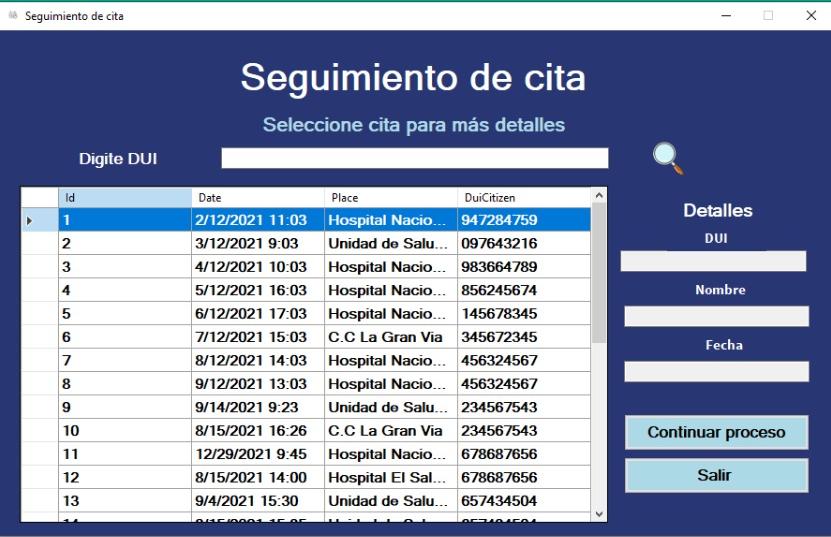 Seguimiento de cita
Seguimiento de cita
Seleccione cita para más detalles
Digite DUI
Id Date Place DuiCitizen
1 2/12/2021 11:03 Hospital Nacio... 947284759
2 3/12/2021 9:03 Unidad de Salu... 097643216
3 4/12/2021 10:03 Hospital Nacio... 983664789
4 5/12/2021 16:03 Hospital Nacio... 856245674
5 6/12/2021 17:03 Hospital Nacio... 145678345
6 7/12/2021 15:03 C.C La Gran Via 345672345
7 8/12/2021 14:03 Hospital Nacio... 456324567
8 9/12/2021 13:03 Hospital Nacio... 456324567
9 9/14/2021 9:23 Unidad de Salu... 234567543
10 8/15/2021 16:26 C.C La Gran Via 234567543
11 12/29/2021 9:45 Hospital Nacio... 678687656
12 8/15/2021 14:00 Hospital El Sal... 678687656
13 9/4/2021 15:30 Unidad de Salu... 657434504
Detalles
DUI
Nombre
Fecha
Continuar proceso
Salir